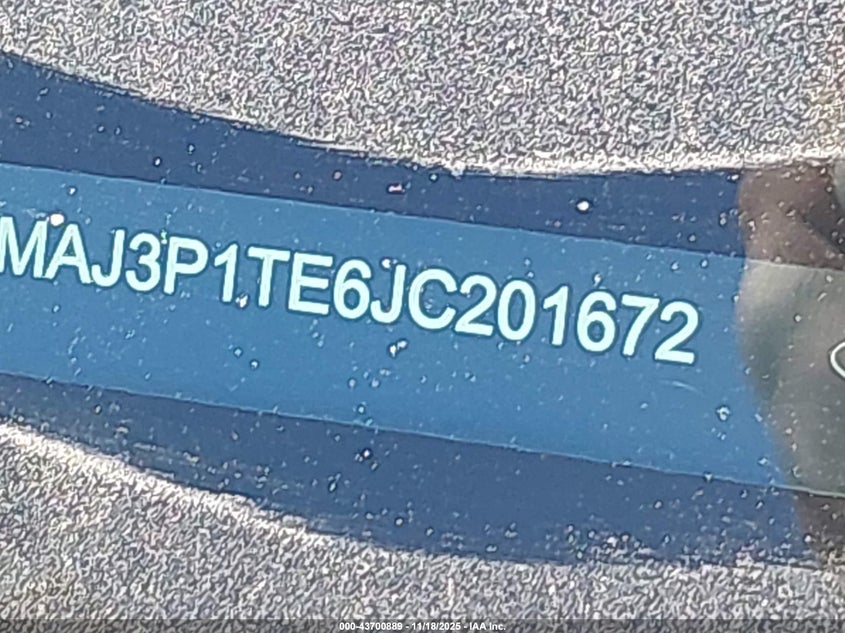 MAJ3P1TE6JC201672
000-43700889 - 11/18/2025 - IAA Inc.